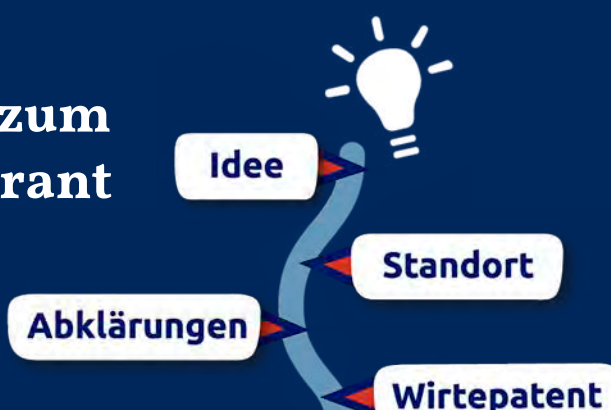 zum
rant
Idee
Standort
Abklärungen
Wirtepatent